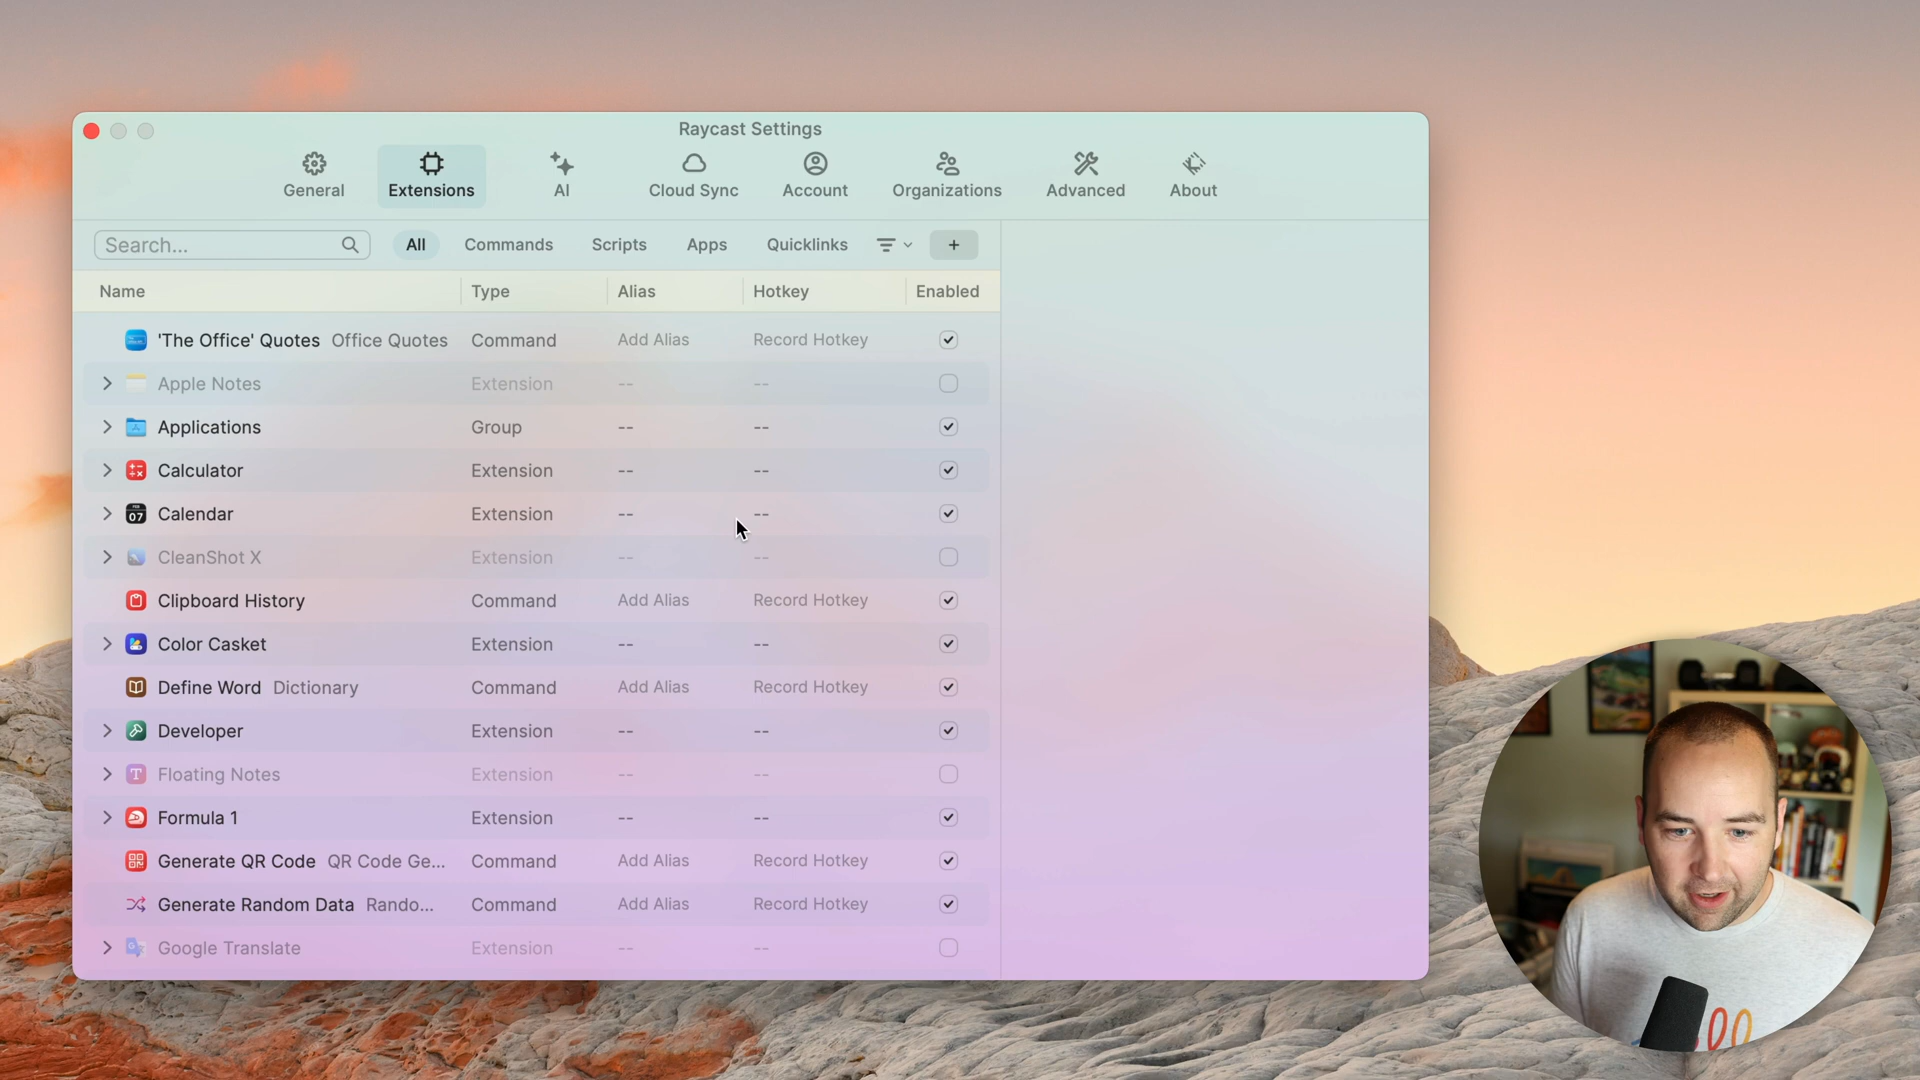 Raycast Settings
General Extensions AI Cloud Sync Account Organizations Advanced About
Search... All Commands Scripts Apps Quicklinks +
Name Type Alias Hotkey Enabled
'The Office' Quotes Office Quotes Command Add Alias Record Hotkey
Apple Notes Extension -- --
Applications Group -- --
Calculator Extension -- --
FEB
07 Calendar Extension -- --
CleanShot X Extension -- --
Clipboard History Command Add Alias Record Hotkey
Color Casket Extension -- --
Define Word Dictionary Command Add Alias Record Hotkey
Developer Extension -- --
T Floating Notes Extension -- --
Formula 1 Extension -- --
Generate QR Code QR Code Ge... Command Add Alias Record Hotkey
Generate Random Data Rando... Command Add Alias Record Hotkey
Google Translate Extension -- --